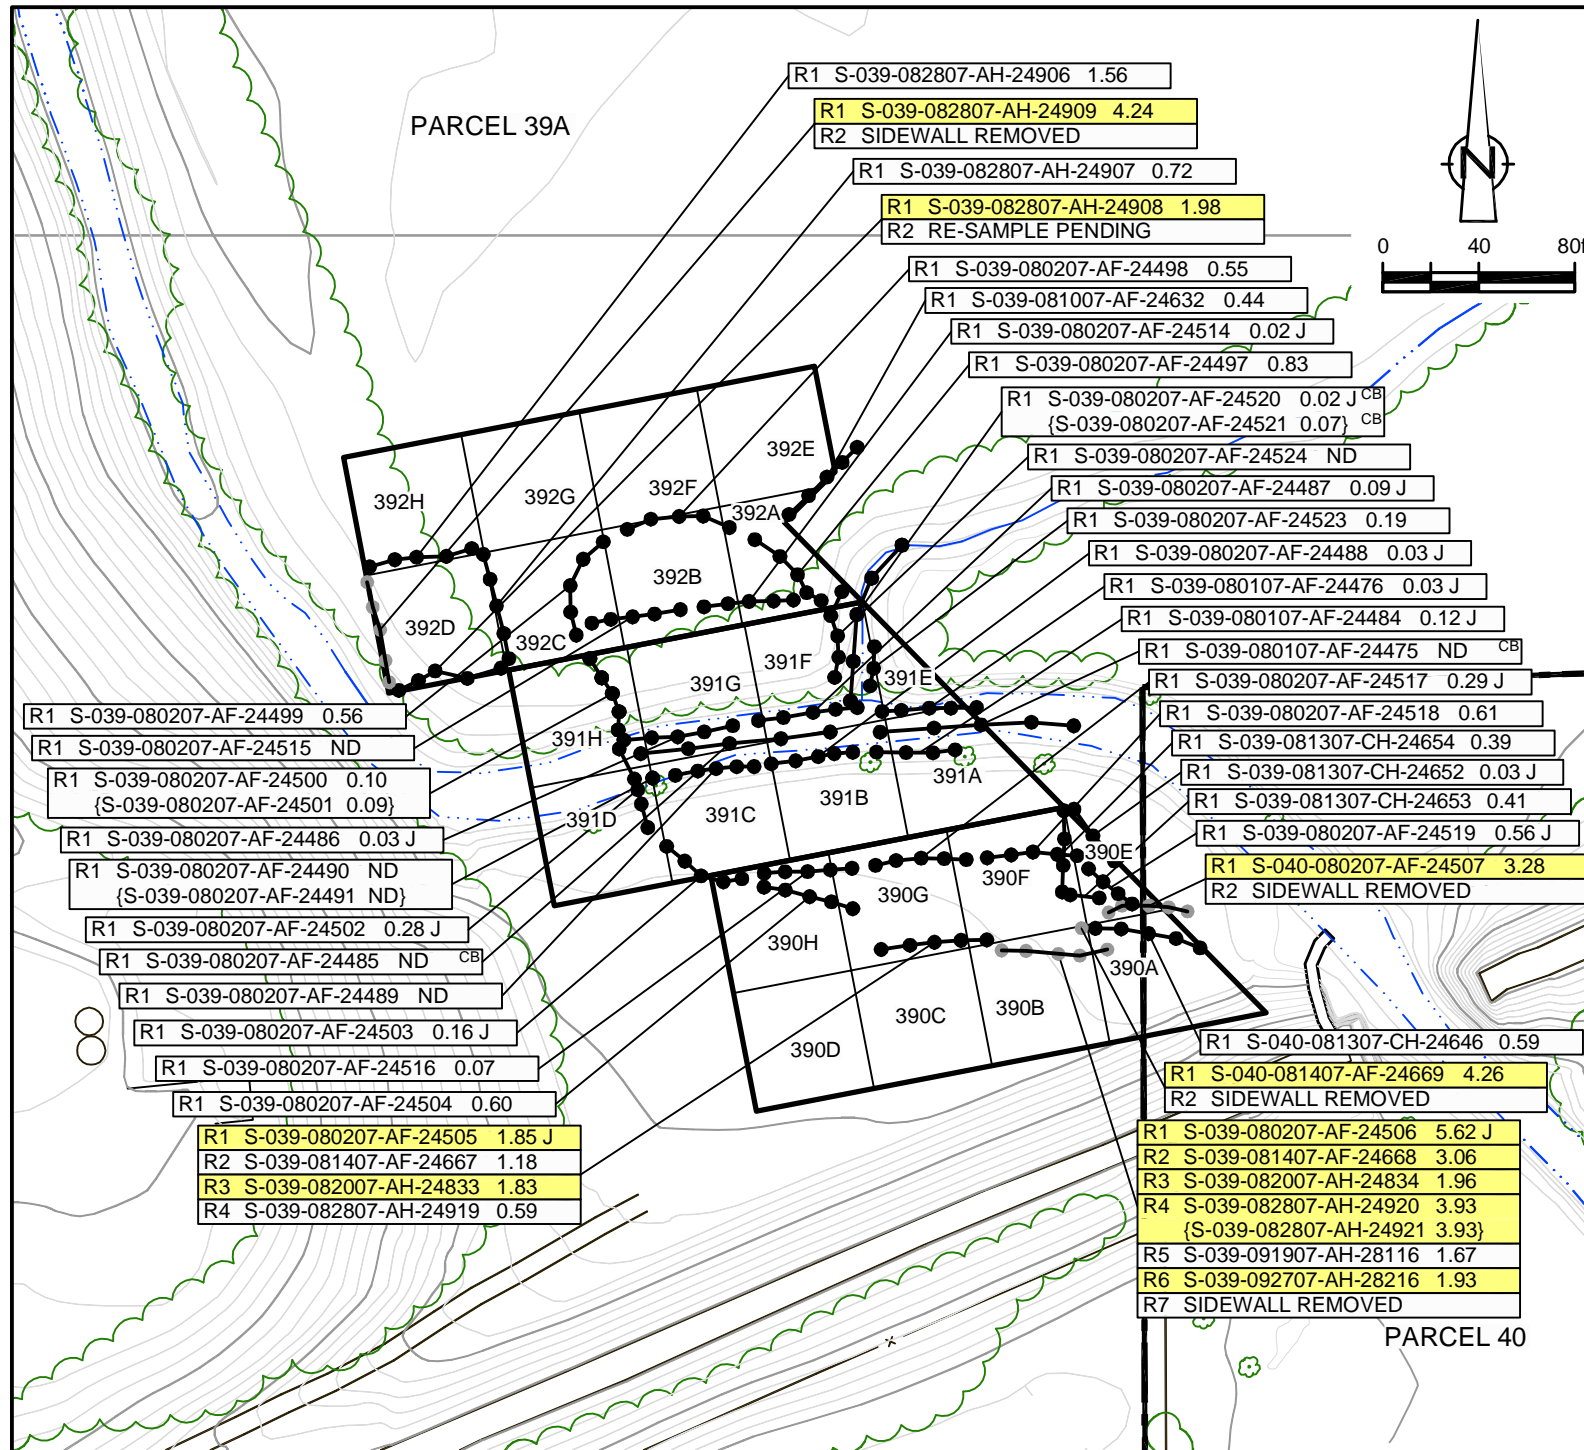 PARCEL 39A
R1 S-039-082807-AH-24906 1.56
R1 S-039-082807-AH-24909 4.24
R2 SIDEWALL REMOVED
R1 S-039-082807-AH-24907 0.72
R1 S-039-082807-AH-24908 1.98
R2 RE-SAMPLE PENDING
R1 S-039-080207-AF-24498 0.55
R1 S-039-081007-AF-24632 0.44
R1 S-039-080207-AF-24514 0.02 J
R1 S-039-080207-AF-24497 0.83
R1 S-039-080207-AF-24520 0.02 J CB
{S-039-080207-AF-24521 0.07} CB
R1 S-039-080207-AF-24524 ND
R1 S-039-080207-AF-24487 0.09 J
R1 S-039-080207-AF-24523 0.19
R1 S-039-080207-AF-24488 0.03 J
R1 S-039-080107-AF-24476 0.03 J
R1 S-039-080107-AF-24484 0.12 J
R1 S-039-080107-AF-24475 ND CB
R1 S-039-080207-AF-24517 0.29 J
R1 S-039-080207-AF-24518 0.61
R1 S-039-081307-CH-24654 0.39
R1 S-039-081307-CH-24652 0.03 J
R1 S-039-081307-CH-24653 0.41
R1 S-039-080207-AF-24519 0.56 J
R1 S-040-080207-AF-24507 3.28
R2 SIDEWALL REMOVED
N
0 40 80f
392E
392F
392G
392H
392A
392B
392D
392C
391F
391E
391G
391H
391A
391B
391C
391D
390E
390F
390G
390H
390A
390B
390C
390D
R1 S-039-080207-AF-24499 0.56
R1 S-039-080207-AF-24515 ND
R1 S-039-080207-AF-24500 0.10
{S-039-080207-AF-24501 0.09}
R1 S-039-080207-AF-24486 0.03 J
R1 S-039-080207-AF-24490 ND
{S-039-080207-AF-24491 ND}
R1 S-039-080207-AF-24502 0.28 J
R1 S-039-080207-AF-24485 ND CB
R1 S-039-080207-AF-24489 ND
R1 S-039-080207-AF-24503 0.16 J
R1 S-039-080207-AF-24516 0.07
R1 S-039-080207-AF-24504 0.60
R1 S-039-080207-AF-24505 1.85 J
R2 S-039-081407-AF-24667 1.18
R3 S-039-082007-AH-24833 1.83
R4 S-039-082807-AH-24919 0.59
R1 S-040-081307-CH-24646 0.59
R1 S-040-081407-AF-24669 4.26
R2 SIDEWALL REMOVED
R1 S-039-080207-AF-24506 5.62 J
R2 S-039-081407-AF-24668 3.06
R3 S-039-082007-AH-24834 1.96
R4 S-039-082807-AH-24920 3.93
{S-039-082807-AH-24921 3.93}
R5 S-039-091907-AH-28116 1.67
R6 S-039-092707-AH-28216 1.93
R7 SIDEWALL REMOVED
PARCEL 40